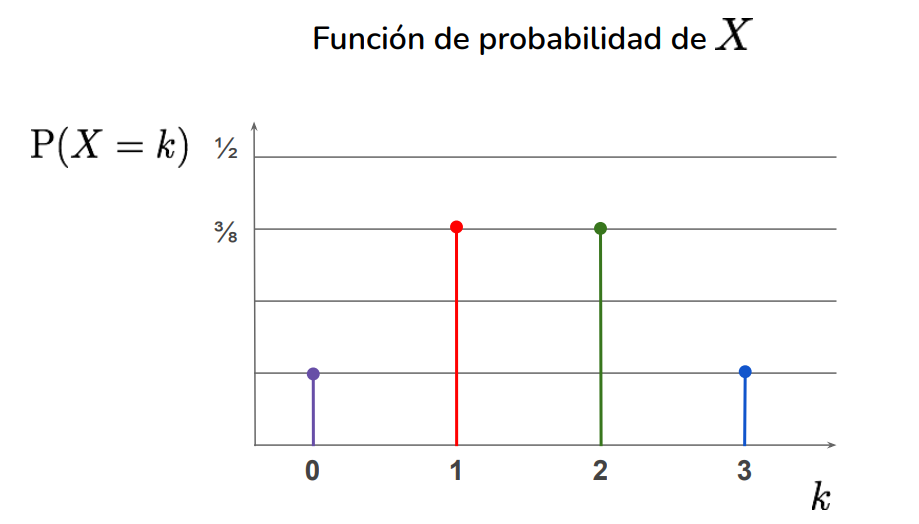 Función de probabilidad de X
P(X = k)
½
⅜
0 1 2 3
k